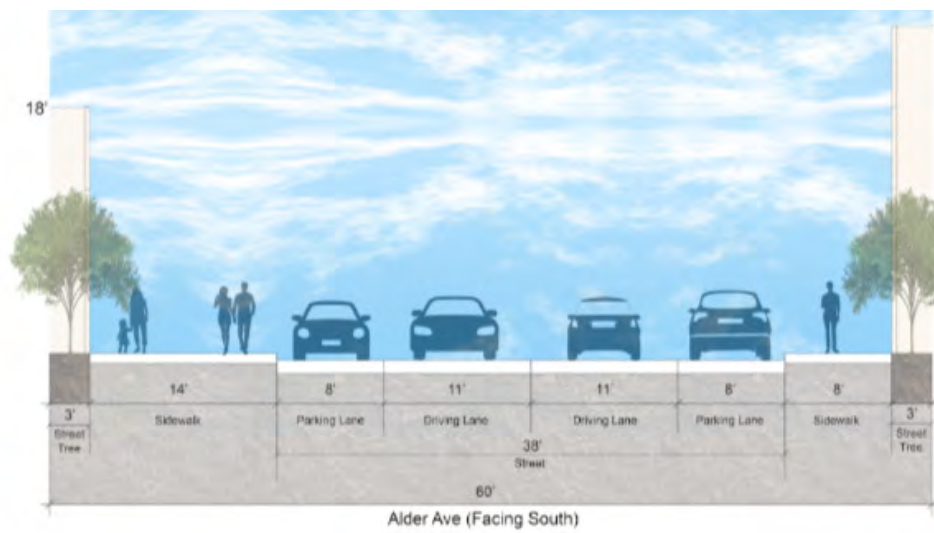 18'
14'
8'
11'
11'
8'
8'
3'
Sidewalk
Parking Lane
Driving Lane
Driving Lane
Parking Lane
Sidewalk
3'
Street
Tree
38'
Street
Street
Tree
60'
Alder Ave (Facing South)